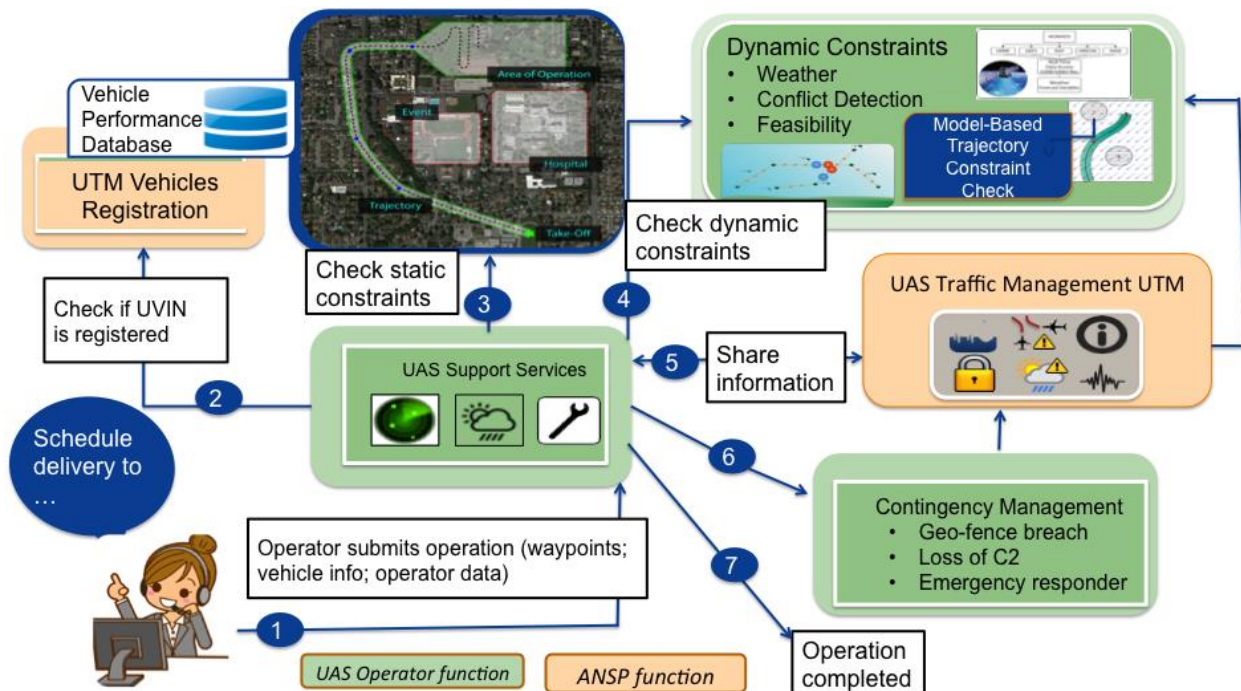 Vehicle
Performance
Database
UTM Vehicles
Registration
Area of Operation
Event
Hospital
Trajectory
Take-Off
Dynamic Constraints
• Weather
• Conflict Detection
• Feasibility
Model-Based
Trajectory
Constraint
Check
Check if UVIN
is registered
Check static
constraints
3
Check dynamic
constraints
4
UAS Traffic Management UTM
2
UAS Support Services
5
Share
information
Schedule
delivery to
...
6
Contingency Management
• Geo-fence breach
• Loss of C2
• Emergency responder
Operator submits operation (waypoints;
vehicle info; operator data)
7
1
Operation
completed
UAS Operator function
ANSP function